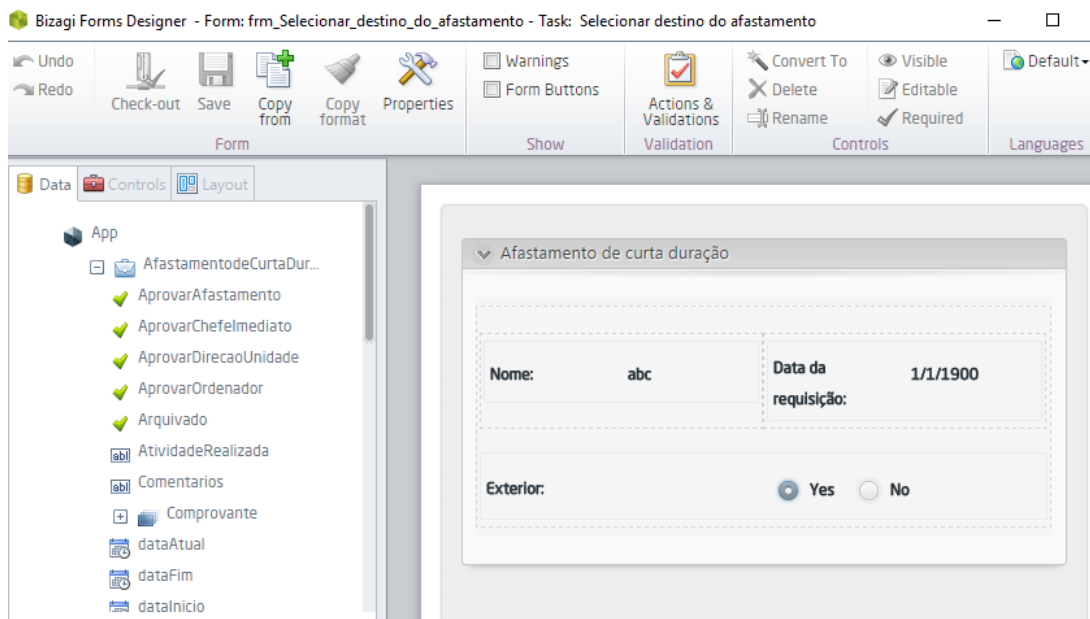 Bizagi Forms Designer - Form: frm_Selecionar_destino_do_afastamento - Task: Selecionar destino do afastamento
Undo
Redo
Check-out
Save
Copy from
Copy format
Properties
Form
Warnings
Form Buttons
Show
Actions & Validations
Validation
Convert To
Delete
Rename
Visible
Editable
Required
Controls
Default
Languages
Data
Controls
Layout
App
AfastamentodeCurtaDur...
AprovarAfastamento
AprovarChefeImediato
AprovarDirecaoUnidade
AprovarOrdenador
Arquivado
AtividadeRealizada
Comentarios
Comprovante
dataAtual
dataFim
dataInicio
Afastamento de curta duração
Nome: abc
Data da requisição: 1/1/1900
Exterior: Yes No